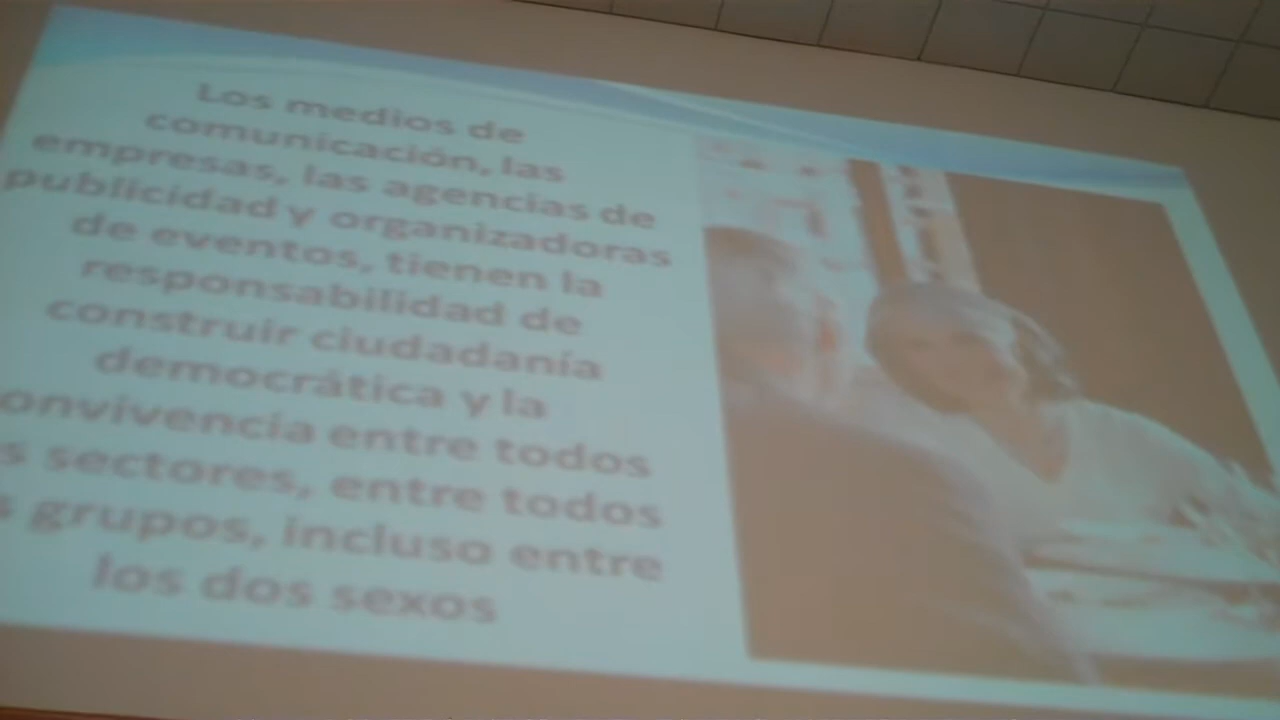 Los medios de
comunicación, las
empresas, las agencias de
publicidad y organizadoras
de eventos, tienen la
responsabilidad de
construir ciudadanía
democrática y la
onvivencia entre todos
s sectores, entre todos
s grupos, incluso entre
los dos sexos